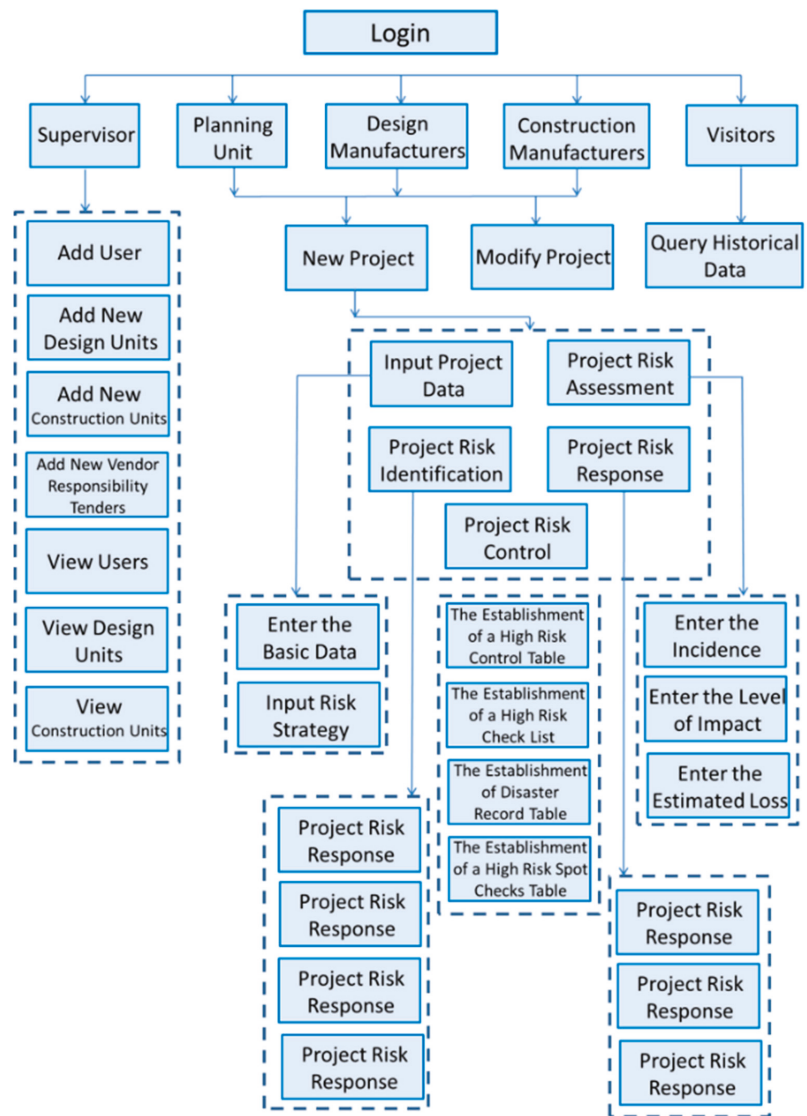 Login
Supervisor
Planning
Unit
Design
Manufacturers
Construction
Manufacturers
Visitors
Add User
Add New
Design Units
Add New
Construction Units
Add New Vendor
Responsibility
Tenders
View Users
View Design
Units
View
Construction Units
New Project
Modify Project
Query Historical
Data
Input Project
Data
Project Risk
Assessment
Project Risk
Identification
Project Risk
Response
Project Risk
Control
Enter the
Basic Data
Input Risk
Strategy
The Establishment
of a High Risk
Control Table
The Establishment
of a High Risk
Check List
The Establishment
of Disaster
Record Table
The Establishment
of a High Risk Spot
Checks Table
Enter the
Incidence
Enter the Level
of Impact
Enter the
Estimated Loss
Project Risk
Response
Project Risk
Response
Project Risk
Response
Project Risk
Response
Project Risk
Response
Project Risk
Response
Project Risk
Response